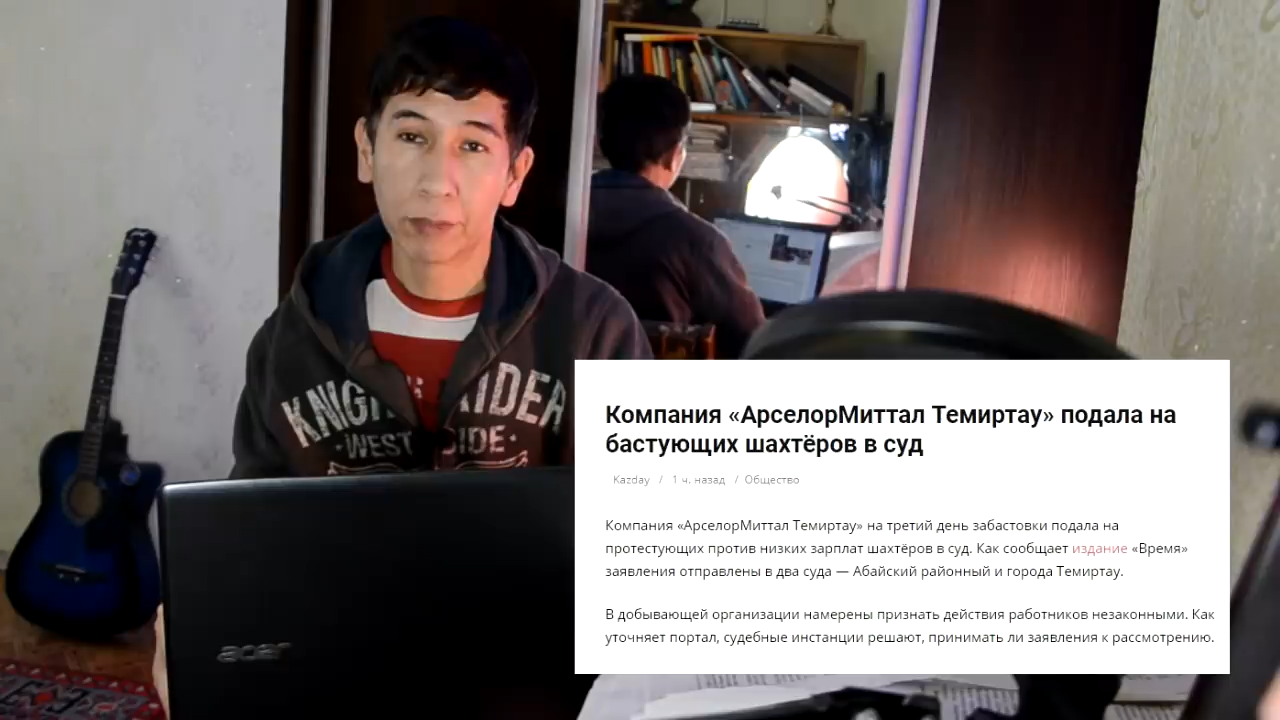 KNIGH RIDER
·WEST SIDE·
acer
Компания «АрселорМиттал Темиртау» подала на
бастующих шахтёров в суд
Kazday / 1 ч. назад / Общество
Компания «АрселорМиттал Темиртау» на третий день забастовки подала на
протестующих против низких зарплат шахтёров в суд. Как сообщает издание «Время»
заявления отправлены в два суда — Абайский районный и города Темиртау.
В добывающей организации намерены признать действия работников незаконными. Как
уточняет портал, судебные инстанции решают, принимать ли заявления к рассмотрению.